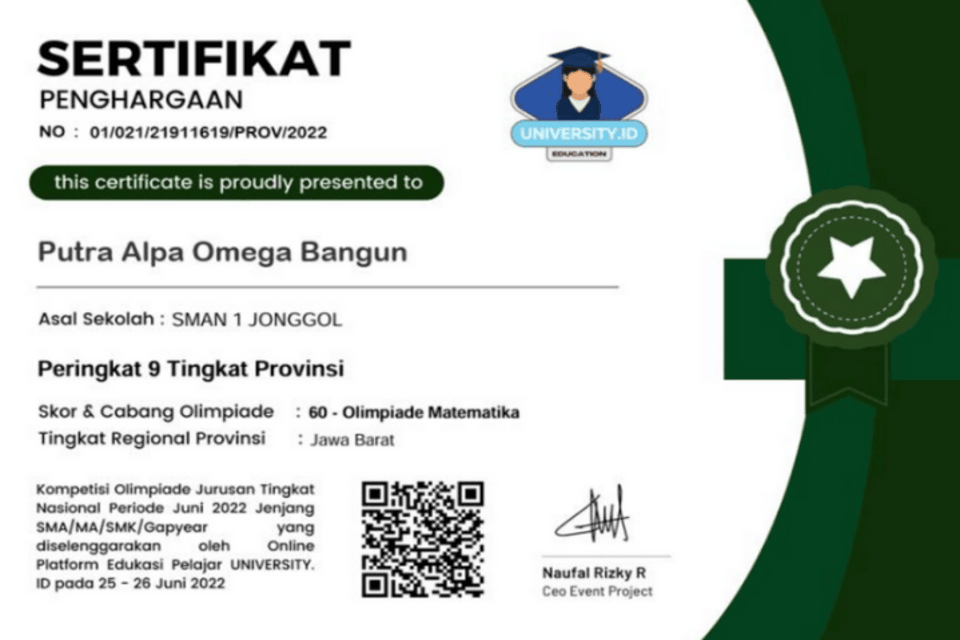 SERTIFIKAT
PENGHARGAAN
NO : 01/021/21911619/PROV/2022
UNIVERSITY.ID
EDUCATION
this certificate is proudly presented to
Putra Alpa Omega Bangun
Asal Sekolah : SMAN 1 JONGGOL
Peringkat 9 Tingkat Provinsi
Skor & Cabang Olimpiade : 60 - Olimpiade Matematika
Tingkat Regional Provinsi : Jawa Barat
Kompetisi Olimpiade Jurusan Tingkat
Nasional Periode Juni 2022 Jenjang
SMA/MA/SMK/Gapyear yang
diselenggarakan oleh Online
Platform Edukasi Pelajar UNIVERSITY.
ID pada 25 - 26 Juni 2022
Naufal Rizky R
Ceo Event Project